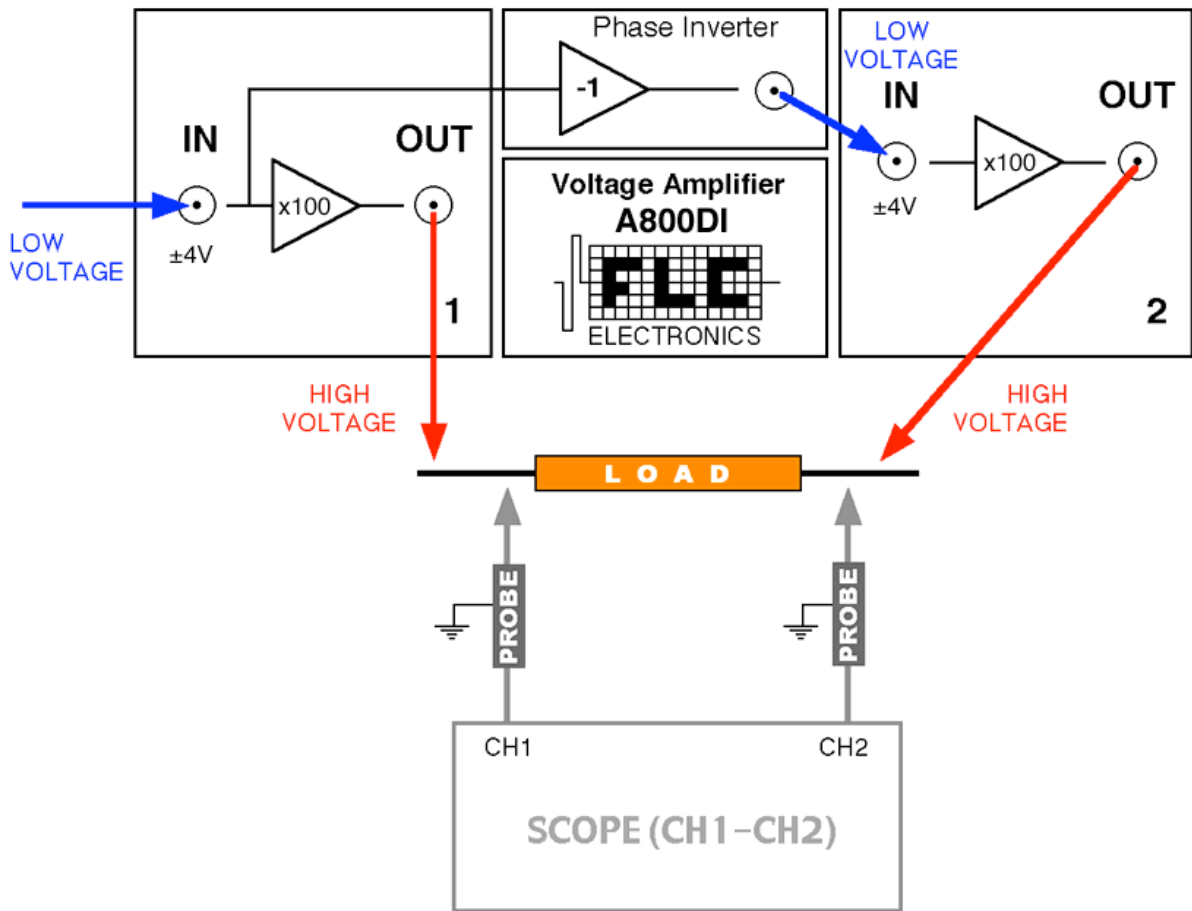 IN
OUT
x100
±4V
LOW
VOLTAGE
1
HIGH
VOLTAGE
Phase Inverter
-1
Voltage Amplifier
A800DI
FLC
ELECTRONICS
LOW
VOLTAGE
IN
OUT
x100
±4V
2
HIGH
VOLTAGE
LOAD
PROBE
PROBE
CH1
CH2
SCOPE (CH1-CH2)